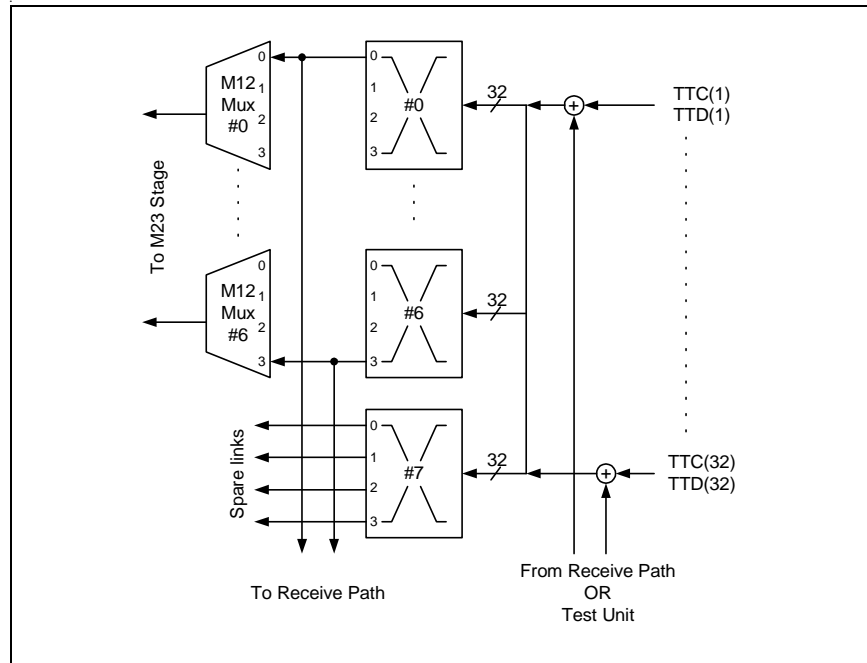 0
M12
1
Mux
2
#0
3
To M23 Stage
0
1
#0
2
3
32
+
TTC(1)
TTD(1)
0
M12
1
Mux
2
#6
3
0
1
#6
2
3
32
Spare links
0
1
#7
2
3
32
+
TTC(32)
TTD(32)
To Receive Path
From Receive Path
OR
Test Unit